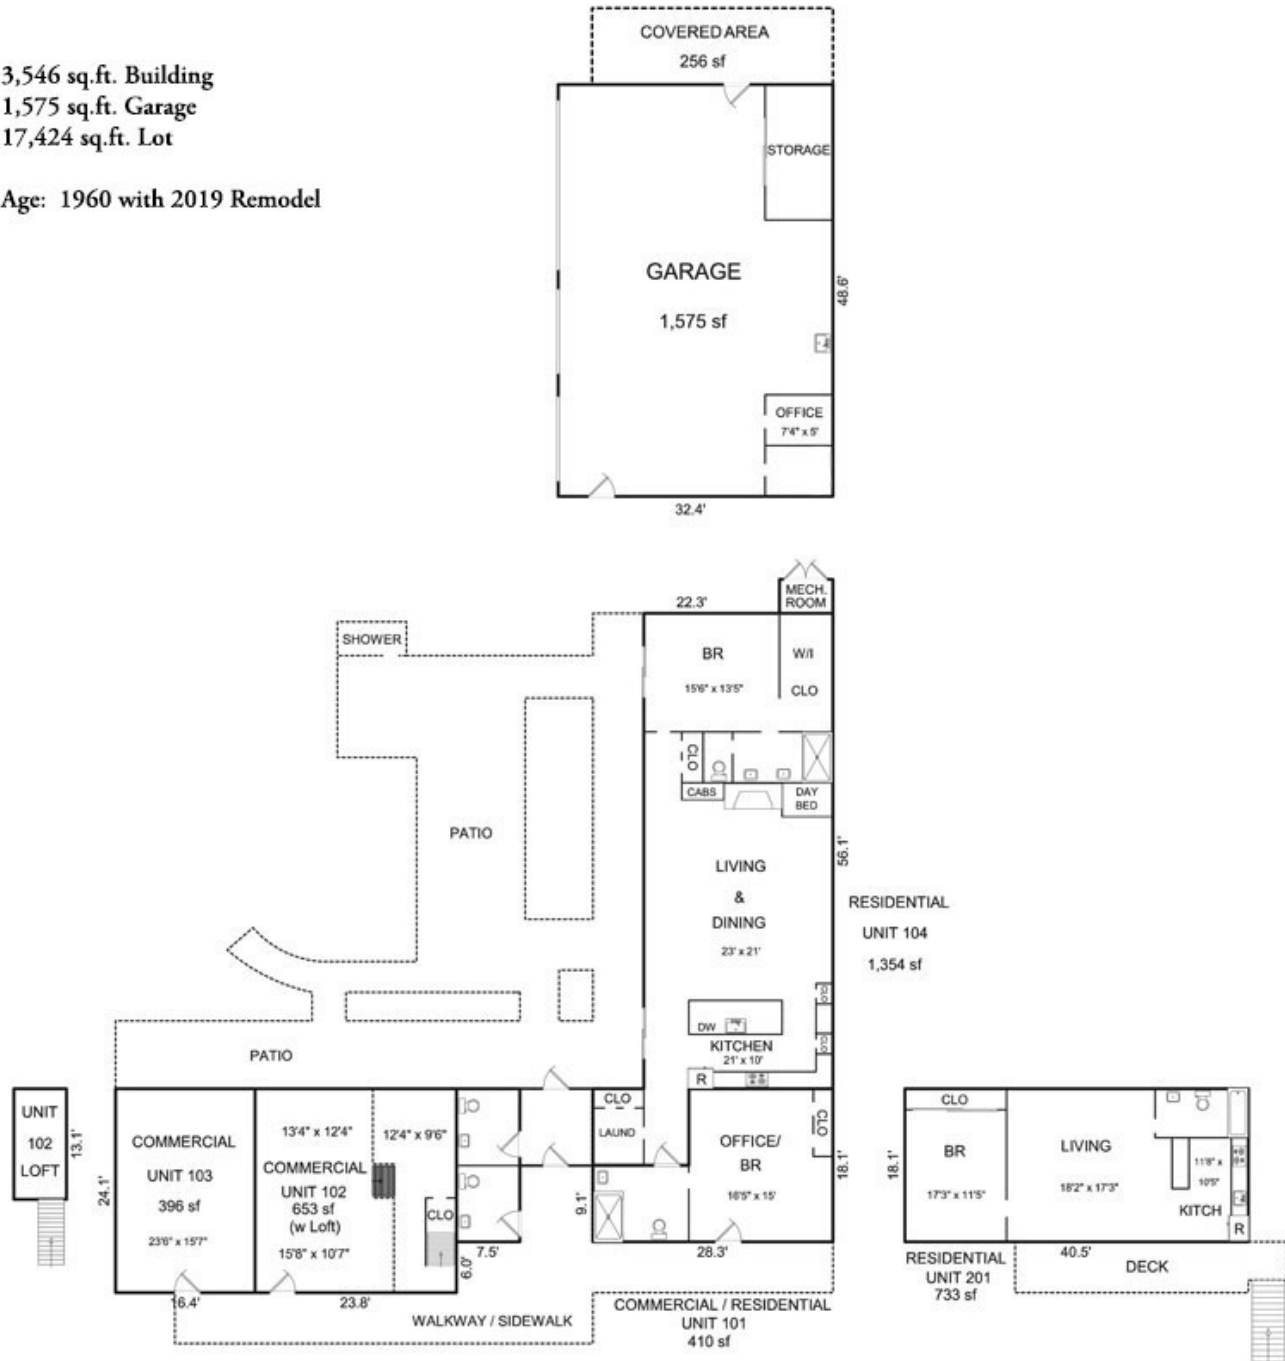 3,546 sq.ft. Building
1,575 sq.ft. Garage
17,424 sq.ft. Lot
Age: 1960 with 2019 Remodel
COVERED AREA
256 sf
STORAGE
GARAGE
1,575 sf
48.6'
OFFICE
7'4" x 5'
32.4'
MECH.
ROOM
22.3'
SHOWER
BR
15'6" x 13'5"
W/I
CLO
CLO
CABS
DAY
BED
PATIO
LIVING
&
DINING
23' x 21'
56.1'
RESIDENTIAL
UNIT 104
1,354 sf
CLO
DW
KITCHEN
21' x 10'
CLO
R
PATIO
UNIT
102
LOFT
13.1'
24.1'
COMMERCIAL
UNIT 103
396 sf
23'6" x 15'7"
16.4'
13'4" x 12'4"
12'4" x 9'6"
COMMERCIAL
UNIT 102
653 sf
(w Loft)
15'8" x 10'7"
CLO
23.8'
6.0'
7.5'
CLO
LAUND
9.1'
OFFICE/
BR
16'5" x 15'
CLO
18.1'
28.3'
WALKWAY / SIDEWALK
COMMERCIAL / RESIDENTIAL
UNIT 101
410 sf
CLO
18.1'
BR
17'3" x 11'5"
LIVING
18'2" x 17'3"
11'8" x
10'5"
KITCH
R
40.5'
RESIDENTIAL
UNIT 201
733 sf
DECK